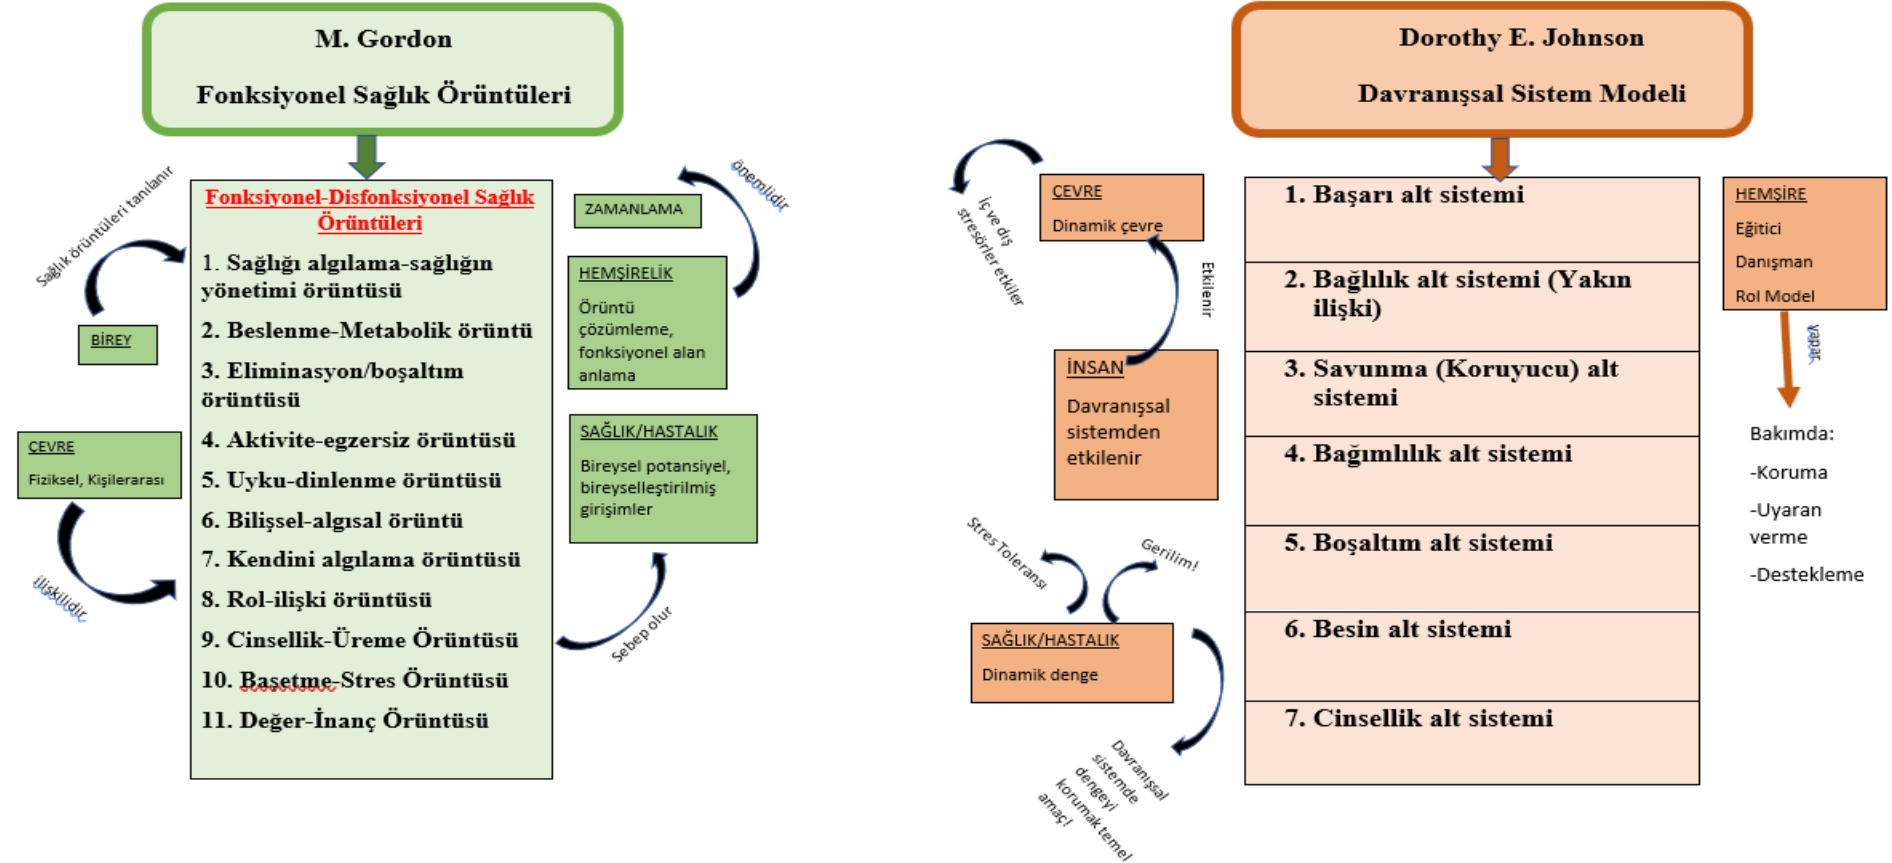 M. Gordon
Fonksiyonel Sağlık Örüntüleri
Sağlık örüntüleri tanılanır
BİREY
ÇEVRE
Fiziksel, Kişilerarası
ilişkilidir
Fonksiyonel-Disfonksiyonel Sağlık
Örüntüleri
1. Sağlığı algılama-sağlığın
yönetimi örüntüsü
2. Beslenme-Metabolik örüntü
3. Eliminasyon/boşaltım
örüntüsü
4. Aktivite-egzersiz örüntüsü
5. Uyku-dinlenme örüntüsü
6. Bilişsel-algısal örüntü
7. Kendini algılama örüntüsü
8. Rol-ilişki örüntüsü
9. Cinsellik-Üreme Örüntüsü
10. Başetme-Stres Örüntüsü
11. Değer-İnanç Örüntüsü
önemlidir
ZAMANLAMA
HEMŞİRELİK
Örüntü
çözümleme,
fonksiyonel alan
anlama
SAĞLIK/HASTALIK
Bireysel potansiyel,
bireyselleştirilmiş
girişimler
Sebep olur
Dorothy E. Johnson
Davranışsal Sistem Modeli
İç ve dış
stresörler etkiler
ÇEVRE
Dinamik çevre
Etkilenir
İNSAN
Davranışsal
sistemden
etkilenir
Stres Toleransı
Gerilim!
SAĞLIK/HASTALIK
Dinamik denge
Davranışsal
sistemde
dengeyi
korumak temel
amaç!
1. Başarı alt sistemi
2. Bağlılık alt sistemi (Yakın
ilişki)
3. Savunma (Koruyucu) alt
sistemi
4. Bağımlılık alt sistemi
5. Boşaltım alt sistemi
6. Besin alt sistemi
7. Cinsellik alt sistemi
HEMŞİRE
Eğitici
Danışman
Rol Model
yapar
Bakımda:
-Koruma
-Uyaran
verme
-Destekleme